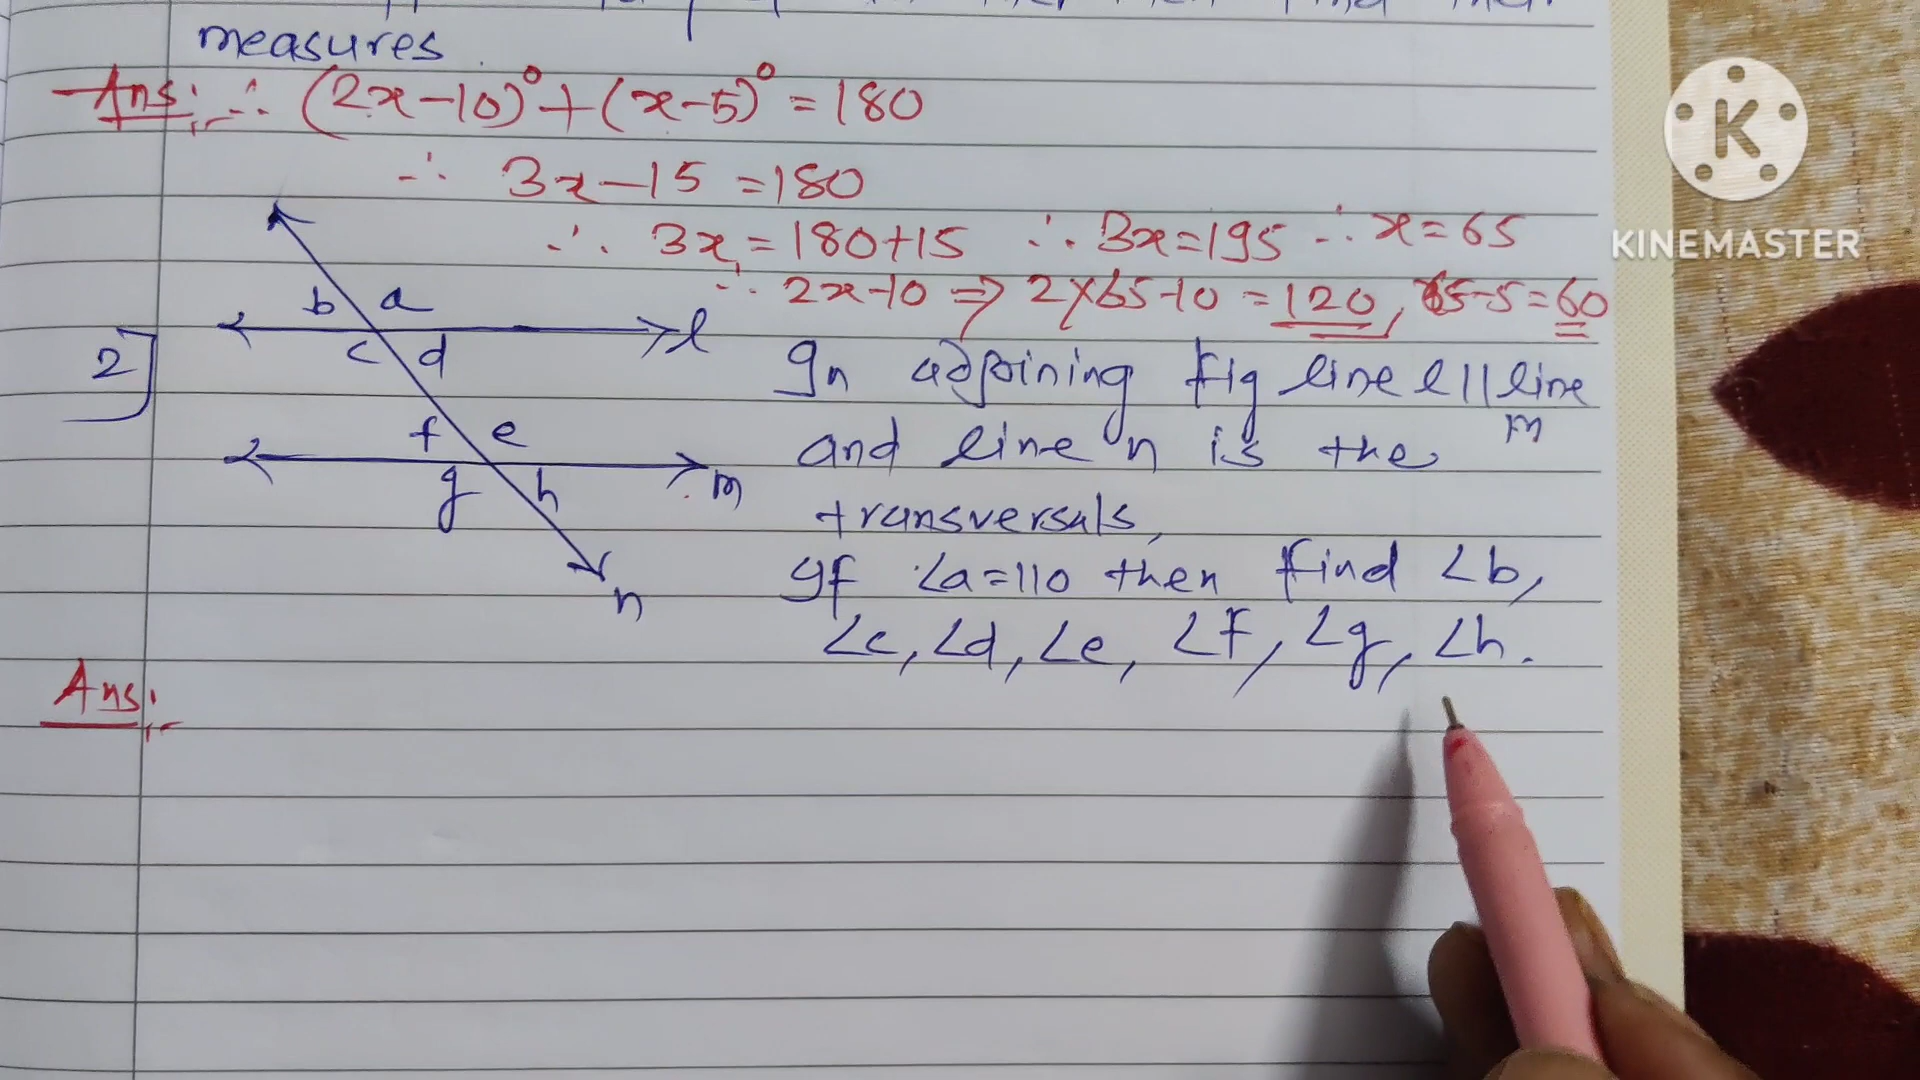 measures.
Ans:- ∴ (2x-10)° + (x-5)° = 180
∴ 3x-15 = 180
∴ 3x = 180+15 ∴ 3x = 195 ∴ x = 65
∴ 2x-10 ⇒ 2×65-10 = 120, 65-5 = 60
b a
l
c d
2]
f e
g h
m
n
In adjoining fig line l || line
m
and line n is the
transversals,
If ∠a=110 then find ∠b,
∠c, ∠d, ∠e, ∠f, ∠g, ∠h.
Ans:-
K
KINEMASTER